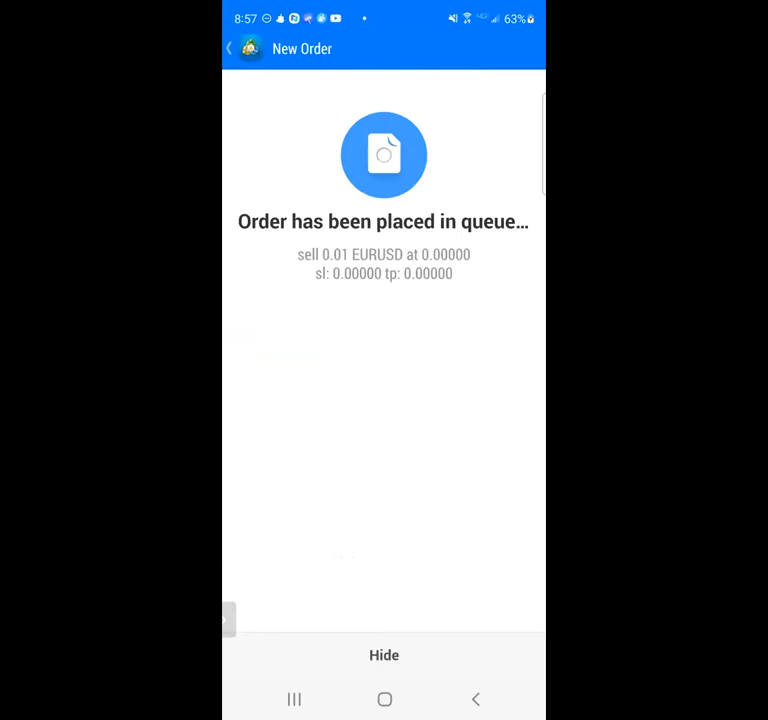 8:57 63%
New Order
Order has been placed in queue...
sell 0.01 EURUSD at 0.00000
sl: 0.00000 tp: 0.00000
Hide